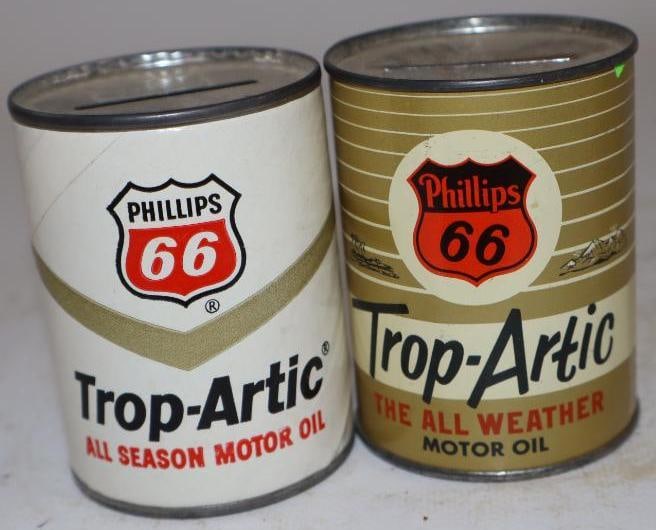 PHILLIPS
66
®
Trop-Artic®
ALL SEASON MOTOR OIL
Phillips
66
Trop-Artic
THE ALL WEATHER
MOTOR OIL